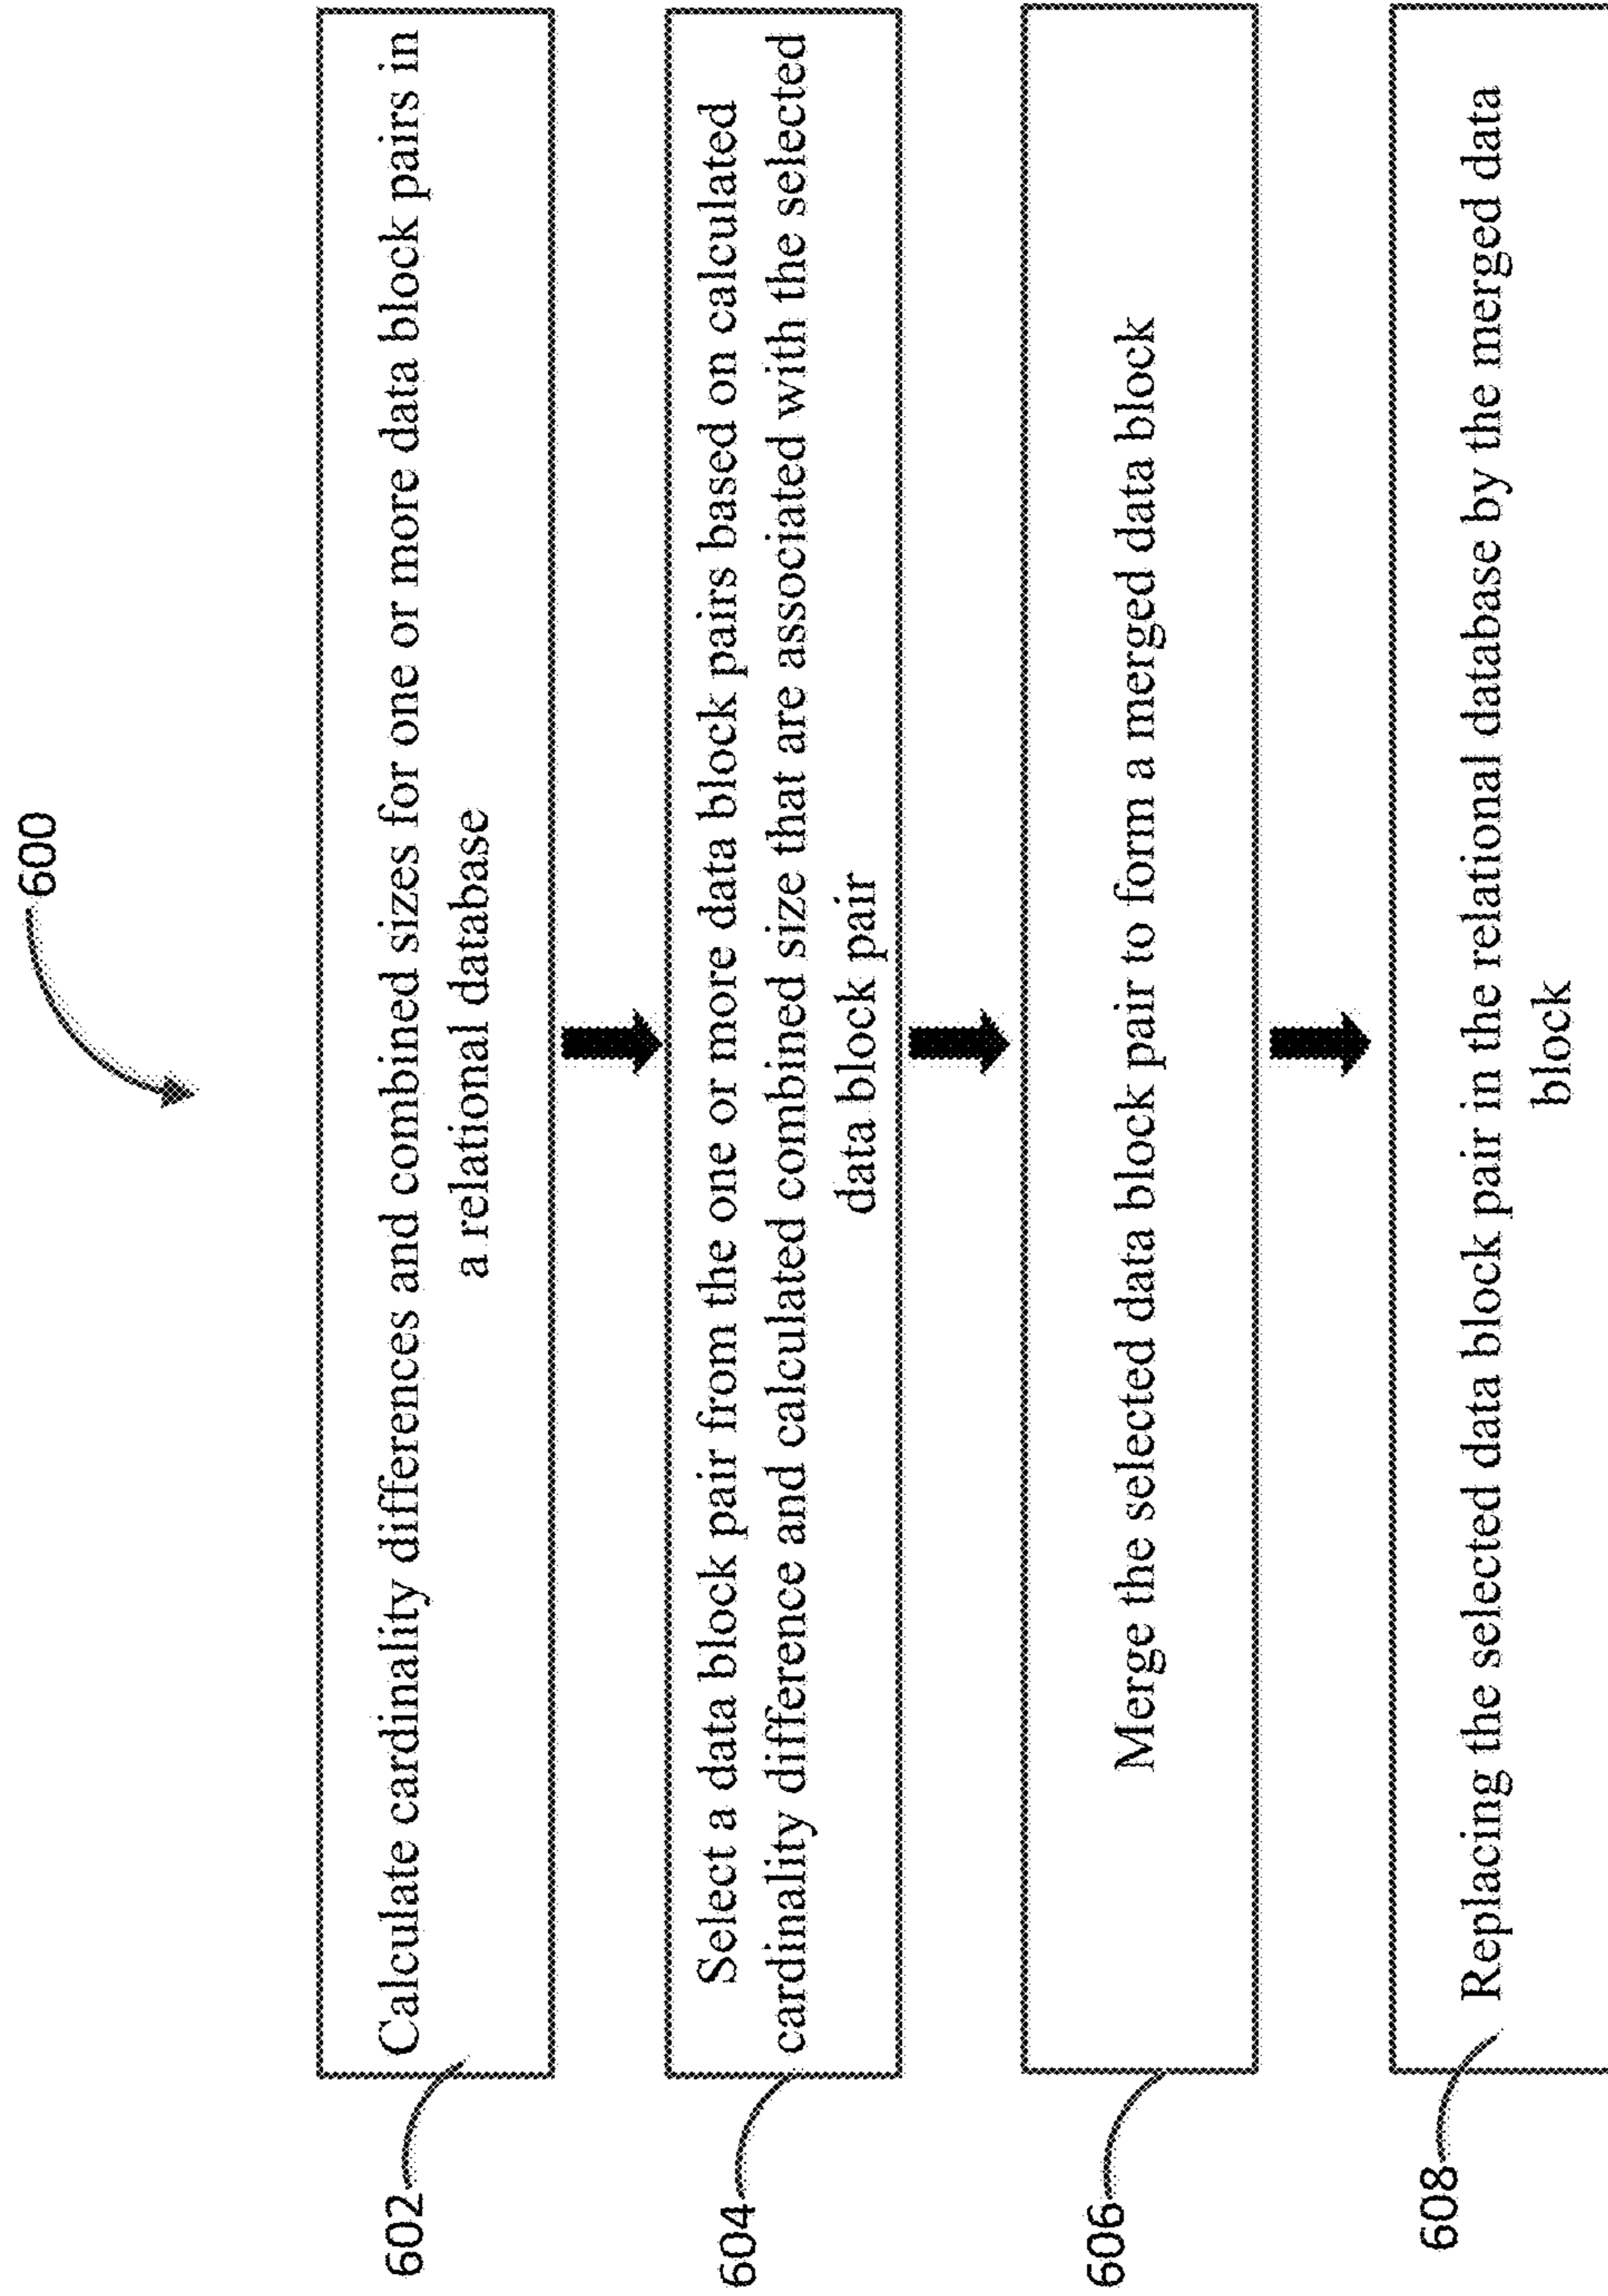 600
602
Calculate cardinality differences and combined sizes for one or more data block pairs in
a relational database
604
Select a data block pair from the one or more data block pairs based on calculated
cardinality difference and calculated combined size that are associated with the selected
data block pair
606
Merge the selected data block pair to form a merged data block
608
Replacing the selected data block pair in the relational database by the merged data
block